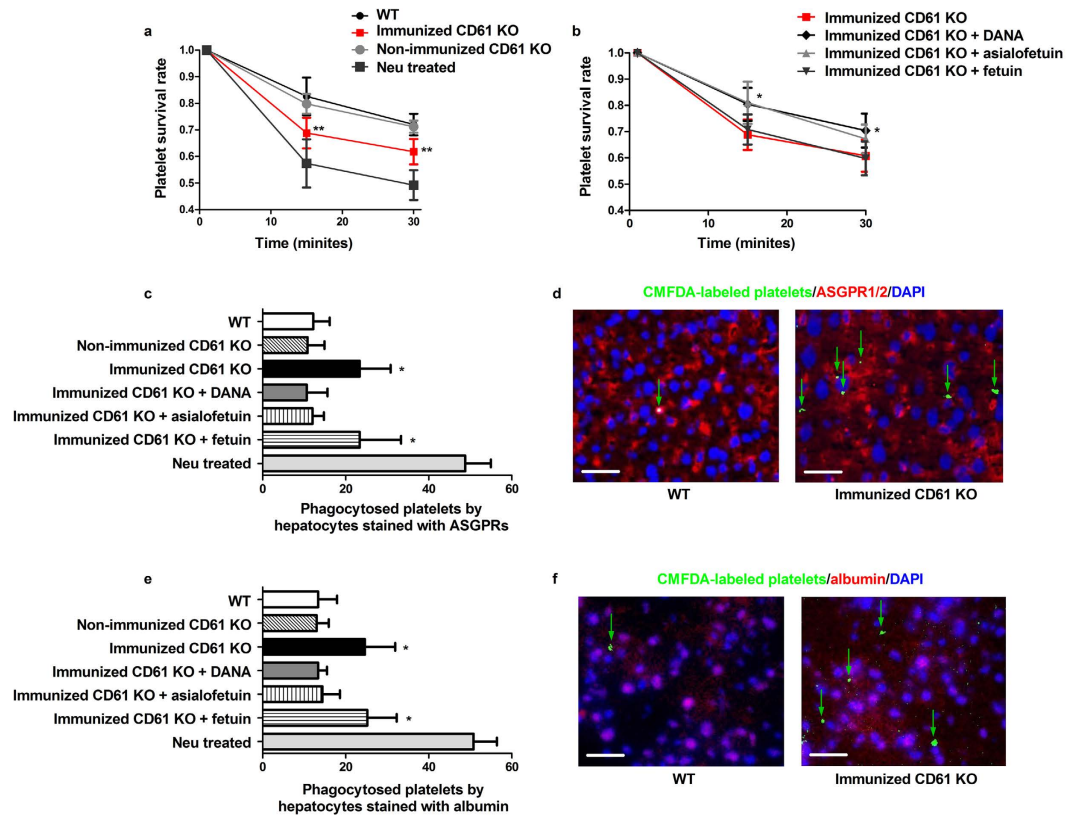 a
WT
Immunized CD61 KO
Non-immunized CD61 KO
Neu treated
Platelet survival rate
1.0
0.9
0.8
0.7
0.6
0.5
0.4
**
**
0 10 20 30
Time (minites)
b
Immunized CD61 KO
Immunized CD61 KO + DANA
Immunized CD61 KO + asialofetuin
Immunized CD61 KO + fetuin
Platelet survival rate
1.0
0.9
0.8
0.7
0.6
0.5
0.4
*
*
0 10 20 30
Time (minites)
c
WT
Non-immunized CD61 KO
Immunized CD61 KO
*
Immunized CD61 KO + DANA
Immunized CD61 KO + asialofetuin
Immunized CD61 KO + fetuin
*
Neu treated
0 20 40 60
Phagocytosed platelets by
hepatocytes stained with ASGPRs
d
CMFDA-labeled platelets/ASGPR1/2/DAPI
WT
Immunized CD61 KO
e
WT
Non-immunized CD61 KO
Immunized CD61 KO
*
Immunized CD61 KO + DANA
Immunized CD61 KO + asialofetuin
Immunized CD61 KO + fetuin
*
Neu treated
0 20 40 60
Phagocytosed platelets by
hepatocytes stained with albumin
f
CMFDA-labeled platelets/albumin/DAPI
WT
Immunized CD61 KO